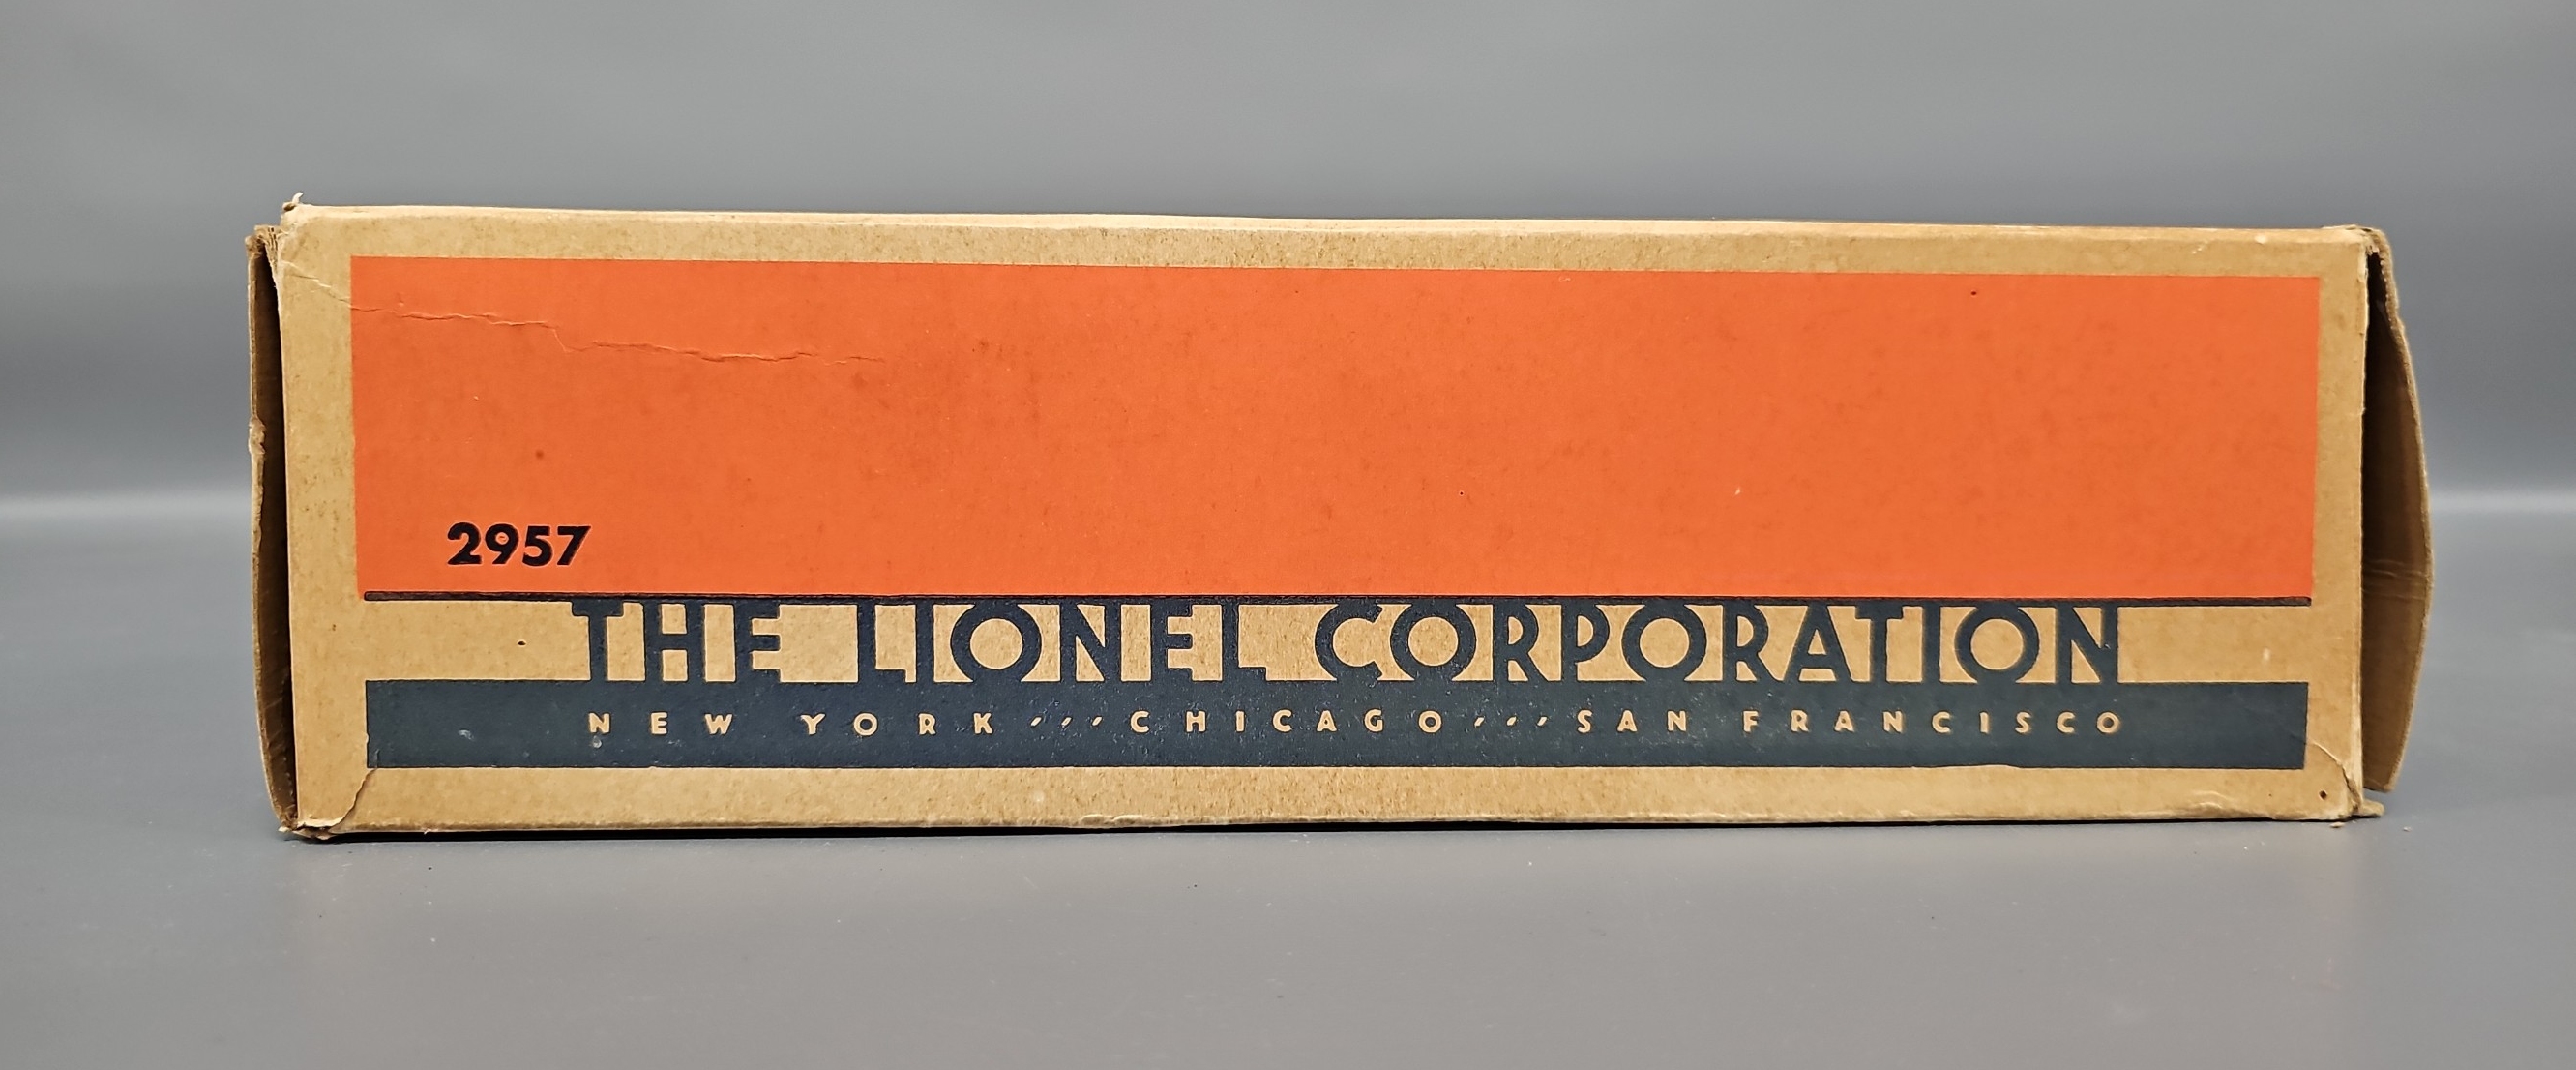 2957
THE LIONEL CORPORATION
NEW YORK ′′′ CHICAGO ′′′ SAN FRANCISCO